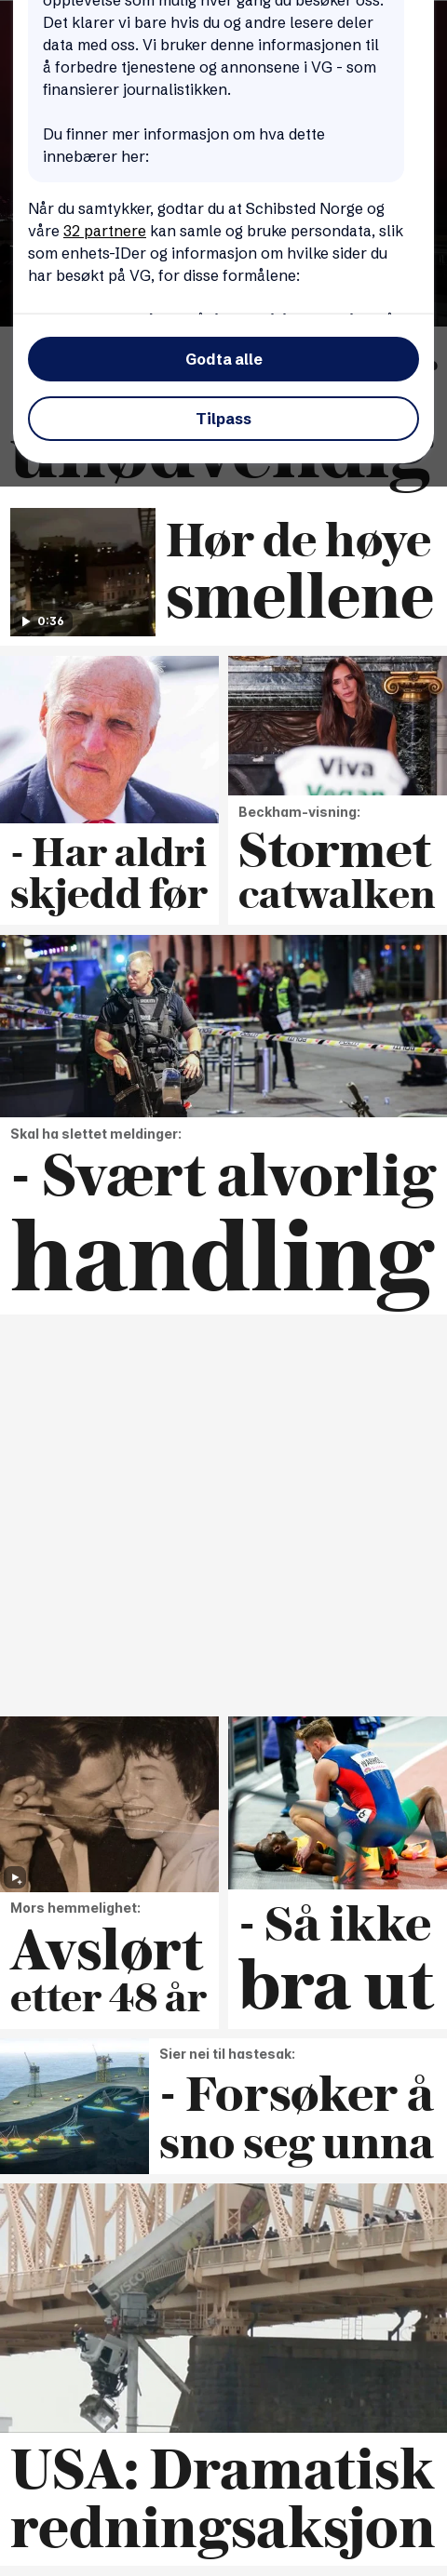 opplevelse som mulig hver gang du besøker oss.
Det klarer vi bare hvis du og andre lesere deler
data med oss. Vi bruker denne informasjonen til
å forbedre tjenestene og annonsene i VG - som
finansierer journalistikken.
Du finner mer informasjon om hva dette
innebærer her:
Når du samtykker, godtar du at Schibsted Norge og
våre 32 partnere kan samle og bruke persondata, slik
som enhets-IDer og informasjon om hvilke sider du
har besøkt på VG, for disse formålene:
Godta alle
Tilpass
unødvendig
0:36
Hør de høye
smellene
- Har aldri
skjedd før
Viva
Vegan
Beckham-visning:
Stormet
catwalken
Skal ha slettet meldinger:
- Svært alvorlig
handling
Mors hemmelighet:
Avslørt
etter 48 år
- Så ikke
bra ut
Sier nei til hastesak:
- Forsøker å
sno seg unna
USA: Dramatisk
redningsaksjon